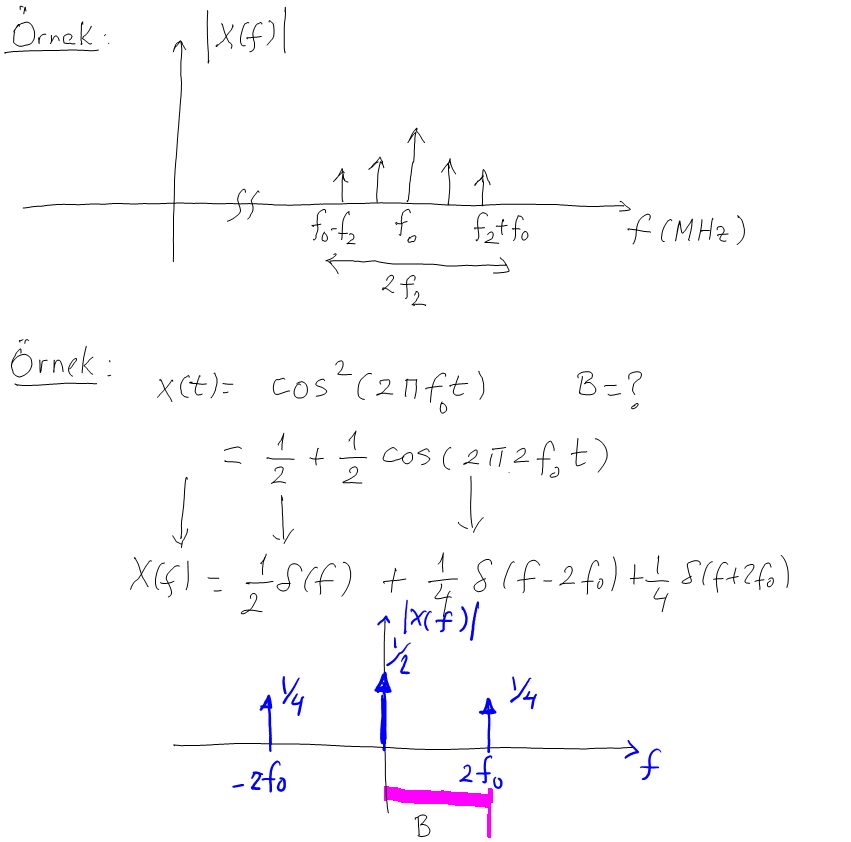 Örnek: |X(f)|
f₀-f₂ f₀ f₂+f₀ f(MHz)
2f₂
Örnek: x(t)= cos²(2πf₀t) B=?
= 1/2 + 1/2 cos(2π2f₀t)
X(f) = 1/2 δ(f) + 1/4 δ(f-2f₀) + 1/4 δ(f+2f₀)
|X(f)|
1/2
1/4 1/4
-2f₀ 2f₀ f
B